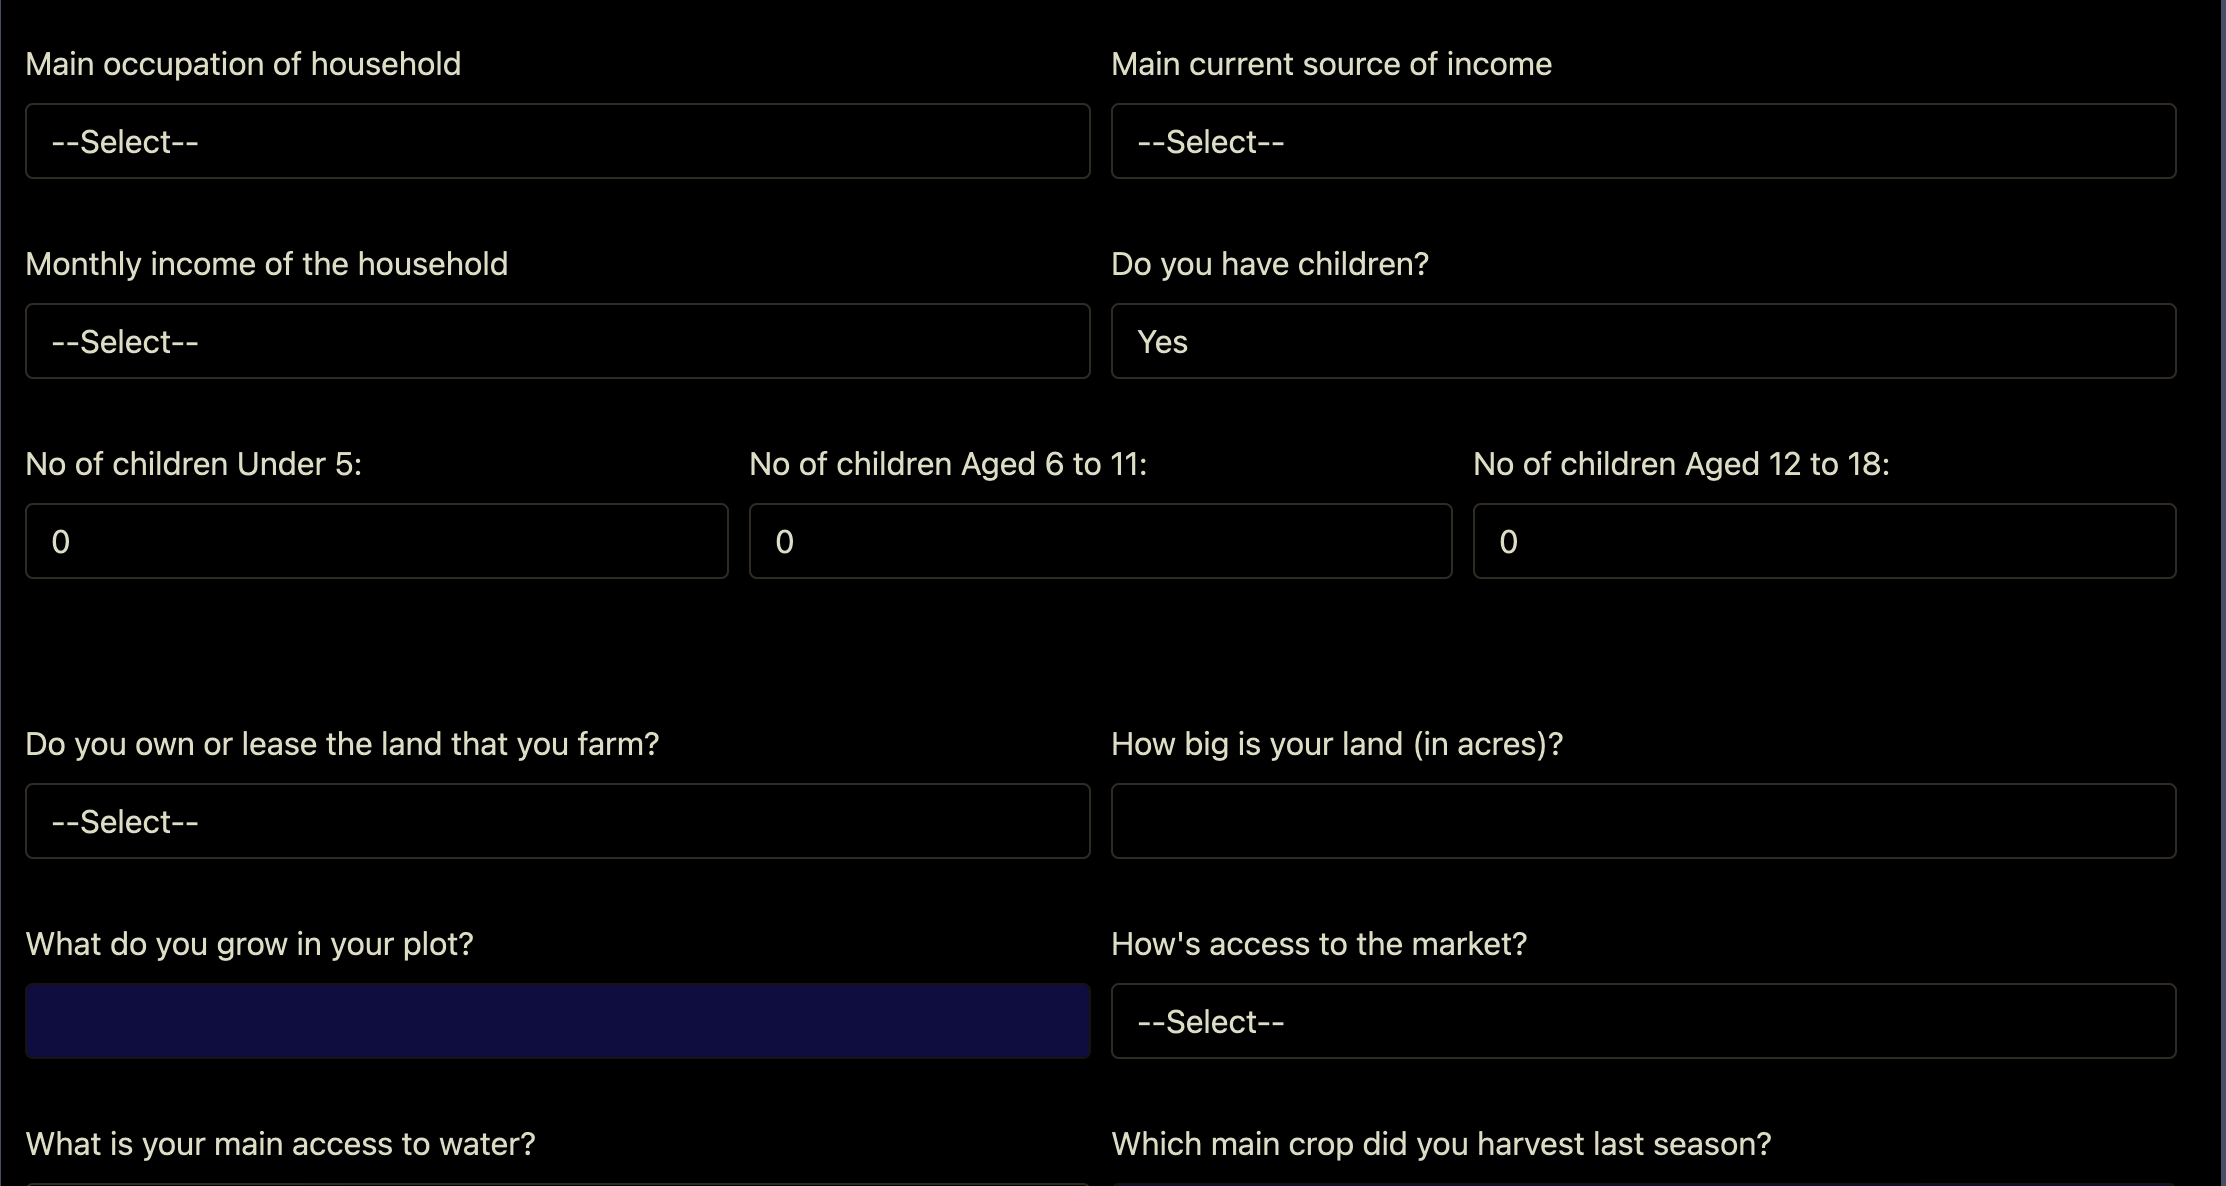 Main occupation of household
Main current source of income
--Select--
--Select--
Monthly income of the household
Do you have children?
--Select--
Yes
No of children Under 5:
No of children Aged 6 to 11:
No of children Aged 12 to 18:
0
0
0
Do you own or lease the land that you farm?
How big is your land (in acres)?
--Select--
What do you grow in your plot?
How's access to the market?
--Select--
What is your main access to water?
Which main crop did you harvest last season?